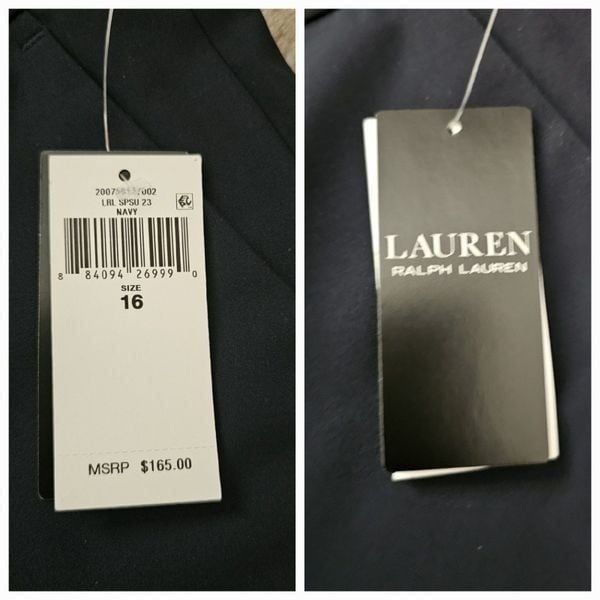 LRL SPSU 23
NAVY
8 84094 26999 0
SIZE
16
MSRP $165.00
LAUREN
RALPH LAUREN